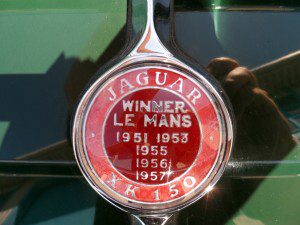 JAGUAR
WINNER
LE MANS
1951 1953
1955
1956
1957
XK 150